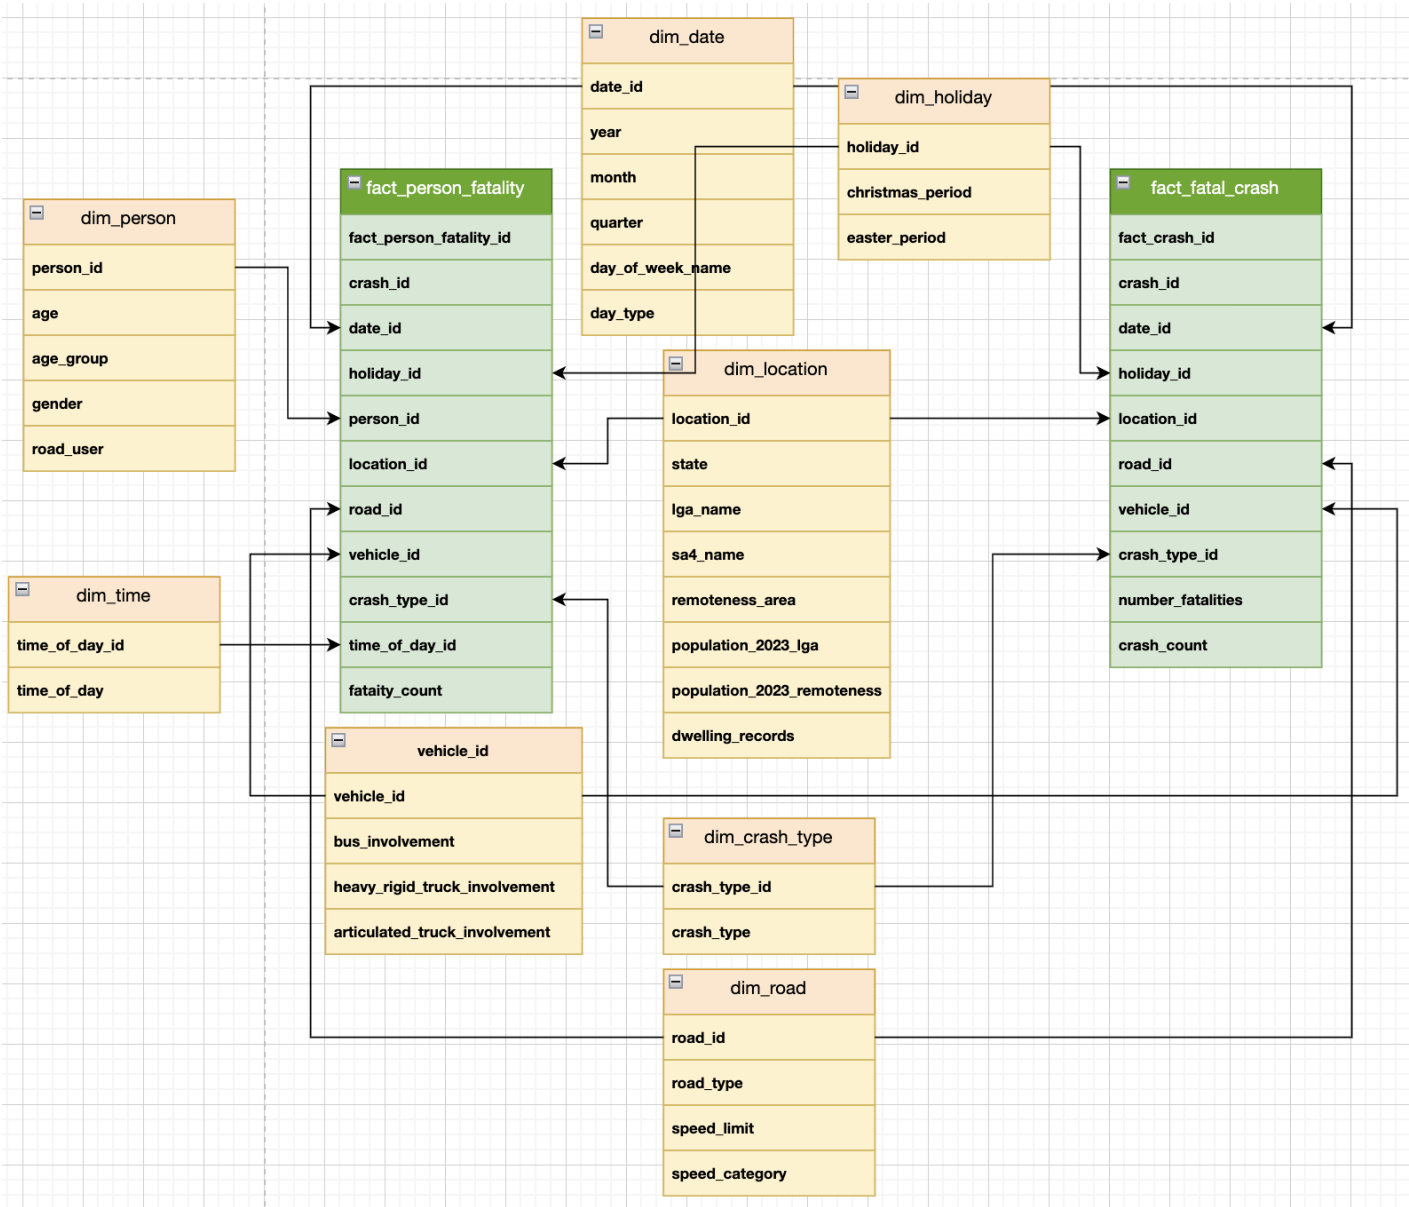 dim_date
date_id
year
month
quarter
day_of_week_name
day_type
dim_holiday
holiday_id
christmas_period
easter_period
fact_person_fatality
fact_person_fatality_id
crash_id
date_id
holiday_id
person_id
location_id
road_id
vehicle_id
crash_type_id
time_of_day_id
fataity_count
fact_fatal_crash
fact_crash_id
crash_id
date_id
holiday_id
location_id
road_id
vehicle_id
crash_type_id
number_fatalities
crash_count
dim_person
person_id
age
age_group
gender
road_user
dim_location
location_id
state
lga_name
sa4_name
remoteness_area
population_2023_lga
population_2023_remoteness
dwelling_records
dim_time
time_of_day_id
time_of_day
vehicle_id
vehicle_id
bus_involvement
heavy_rigid_truck_involvement
articulated_truck_involvement
dim_crash_type
crash_type_id
crash_type
dim_road
road_id
road_type
speed_limit
speed_category